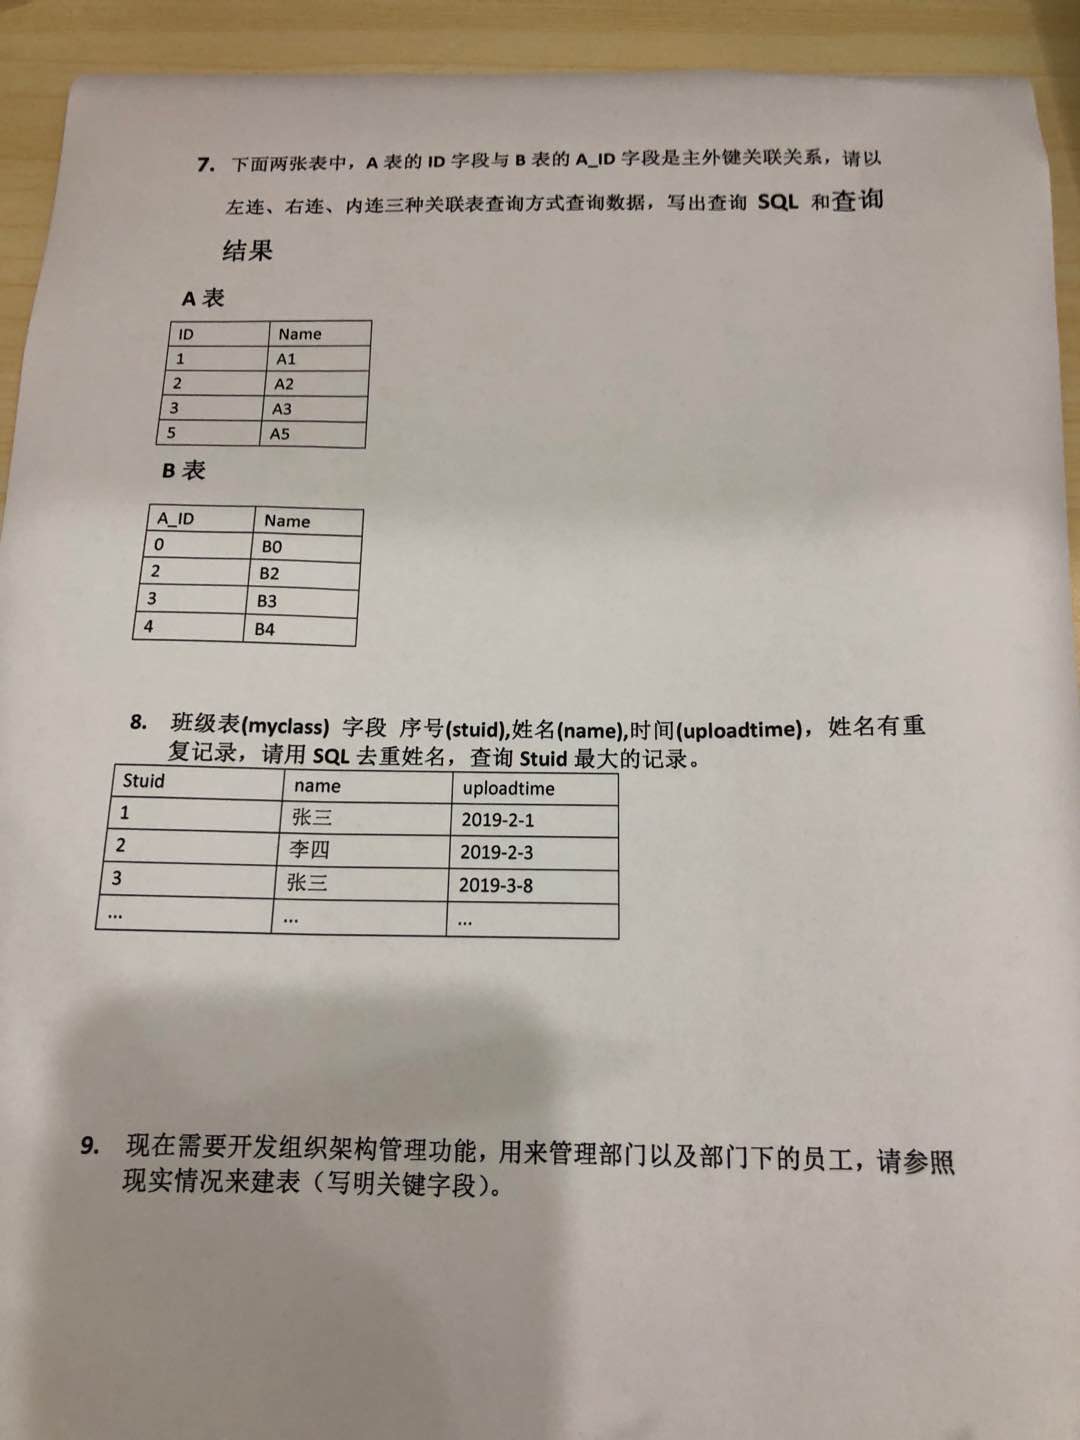 7. 下面两张表中，A 表的 ID 字段与 B 表的 A_ID 字段是主外键关联关系，请以
左连、右连、内连三种关联表查询方式查询数据，写出查询 SQL 和查询
结果
A 表
ID Name
1 A1
2 A2
3 A3
5 A5
B 表
A_ID Name
0 B0
2 B2
3 B3
4 B4
8. 班级表(myclass) 字段 序号(stuid),姓名(name),时间(uploadtime)，姓名有重
复记录，请用 SQL 去重姓名，查询 Stuid 最大的记录。
Stuid name uploadtime
1 张三 2019-2-1
2 李四 2019-2-3
3 张三 2019-3-8
... ... ...
9. 现在需要开发组织架构管理功能，用来管理部门以及部门下的员工，请参照
现实情况来建表（写明关键字段）。